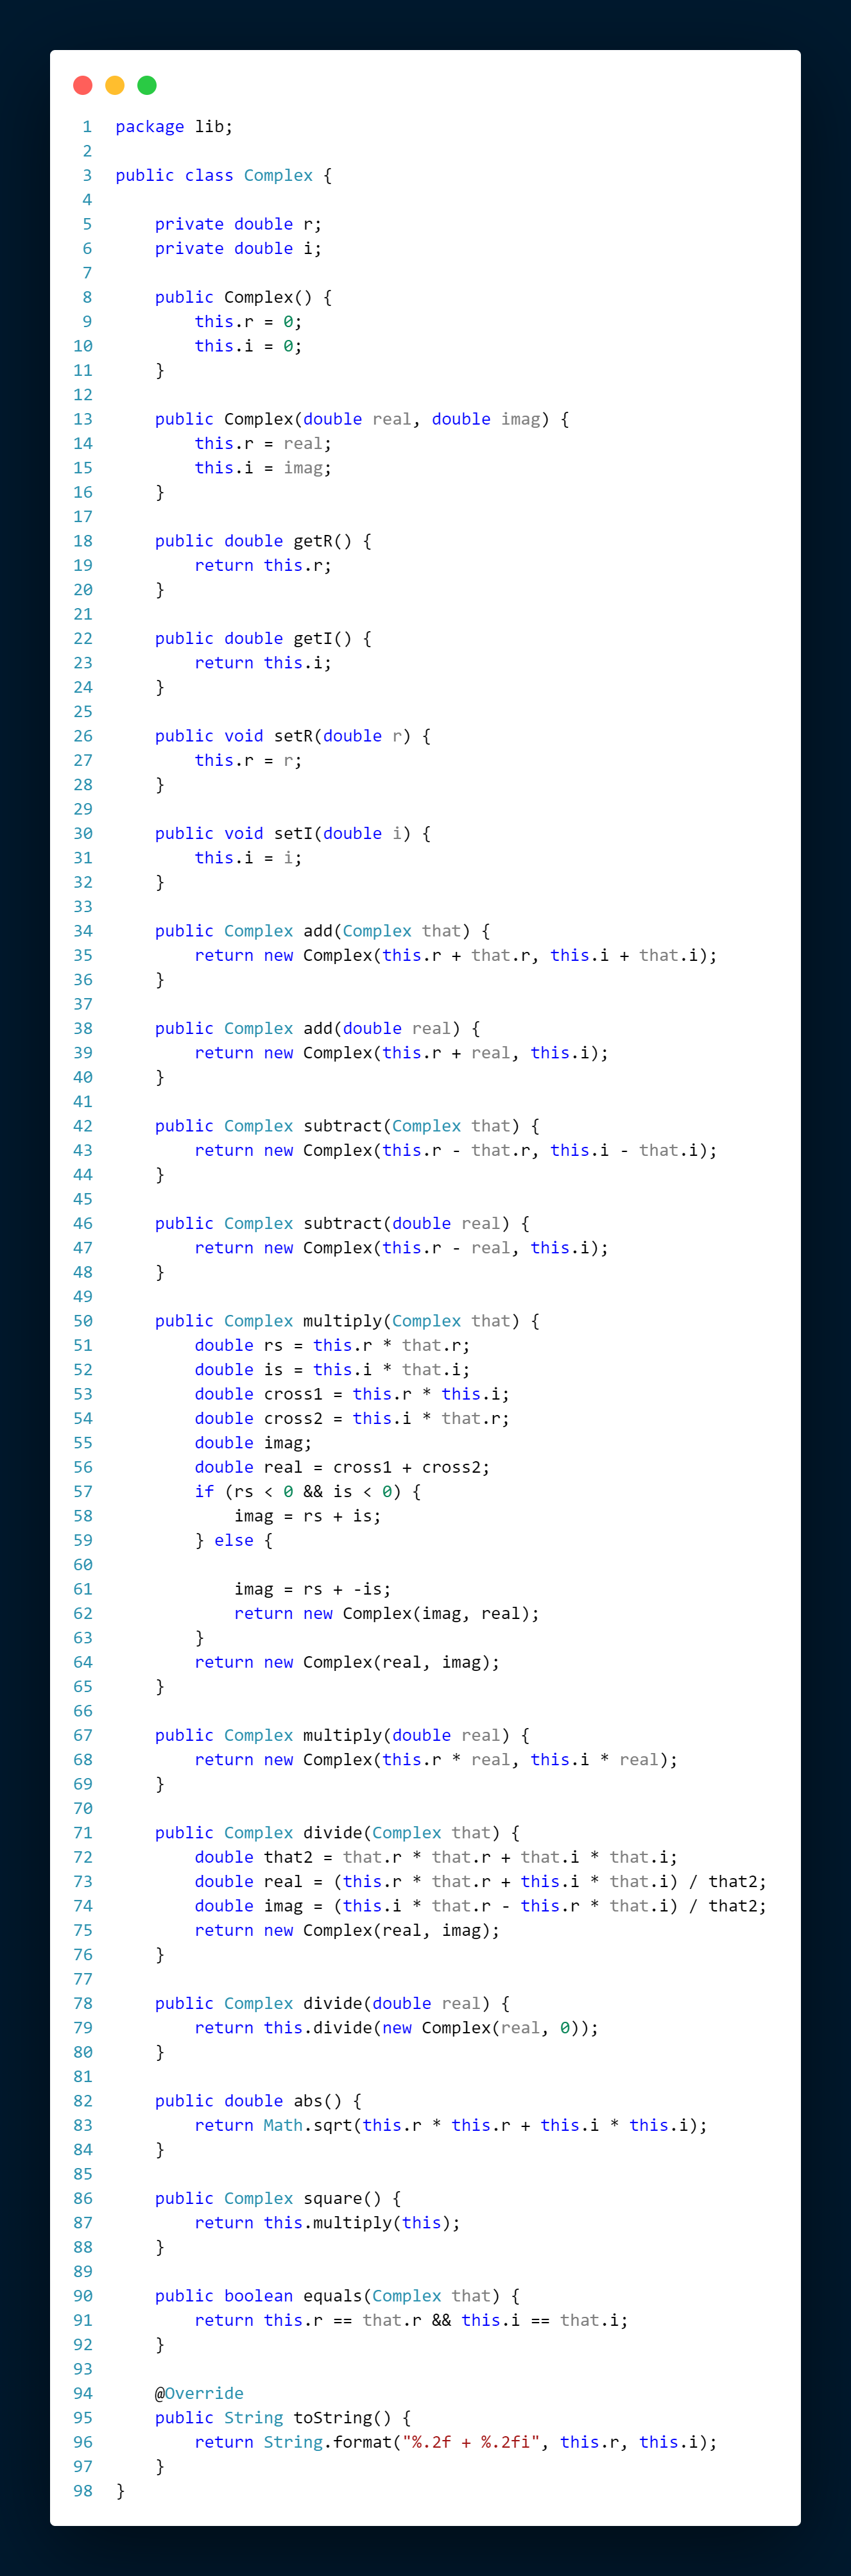 1 package lib;
2
3 public class Complex {
4
5     private double r;
6     private double i;
7
8     public Complex() {
9         this.r = 0;
10         this.i = 0;
11     }
12
13     public Complex(double real, double imag) {
14         this.r = real;
15         this.i = imag;
16     }
17
18     public double getR() {
19         return this.r;
20     }
21
22     public double getI() {
23         return this.i;
24     }
25
26     public void setR(double r) {
27         this.r = r;
28     }
29
30     public void setI(double i) {
31         this.i = i;
32     }
33
34     public Complex add(Complex that) {
35         return new Complex(this.r + that.r, this.i + that.i);
36     }
37
38     public Complex add(double real) {
39         return new Complex(this.r + real, this.i);
40     }
41
42     public Complex subtract(Complex that) {
43         return new Complex(this.r - that.r, this.i - that.i);
44     }
45
46     public Complex subtract(double real) {
47         return new Complex(this.r - real, this.i);
48     }
49
50     public Complex multiply(Complex that) {
51         double rs = this.r * that.r;
52         double is = this.i * that.i;
53         double cross1 = this.r * this.i;
54         double cross2 = this.i * that.r;
55         double imag;
56         double real = cross1 + cross2;
57         if (rs < 0 && is < 0) {
58             imag = rs + is;
59         } else {
60
61             imag = rs + -is;
62             return new Complex(imag, real);
63         }
64         return new Complex(real, imag);
65     }
66
67     public Complex multiply(double real) {
68         return new Complex(this.r * real, this.i * real);
69     }
70
71     public Complex divide(Complex that) {
72         double that2 = that.r * that.r + that.i * that.i;
73         double real = (this.r * that.r + this.i * that.i) / that2;
74         double imag = (this.i * that.r - this.r * that.i) / that2;
75         return new Complex(real, imag);
76     }
77
78     public Complex divide(double real) {
79         return this.divide(new Complex(real, 0));
80     }
81
82     public double abs() {
83         return Math.sqrt(this.r * this.r + this.i * this.i);
84     }
85
86     public Complex square() {
87         return this.multiply(this);
88     }
89
90     public boolean equals(Complex that) {
91         return this.r == that.r && this.i == that.i;
92     }
93
94     @Override
95     public String toString() {
96         return String.format("%.2f + %.2fi", this.r, this.i);
97     }
98 }